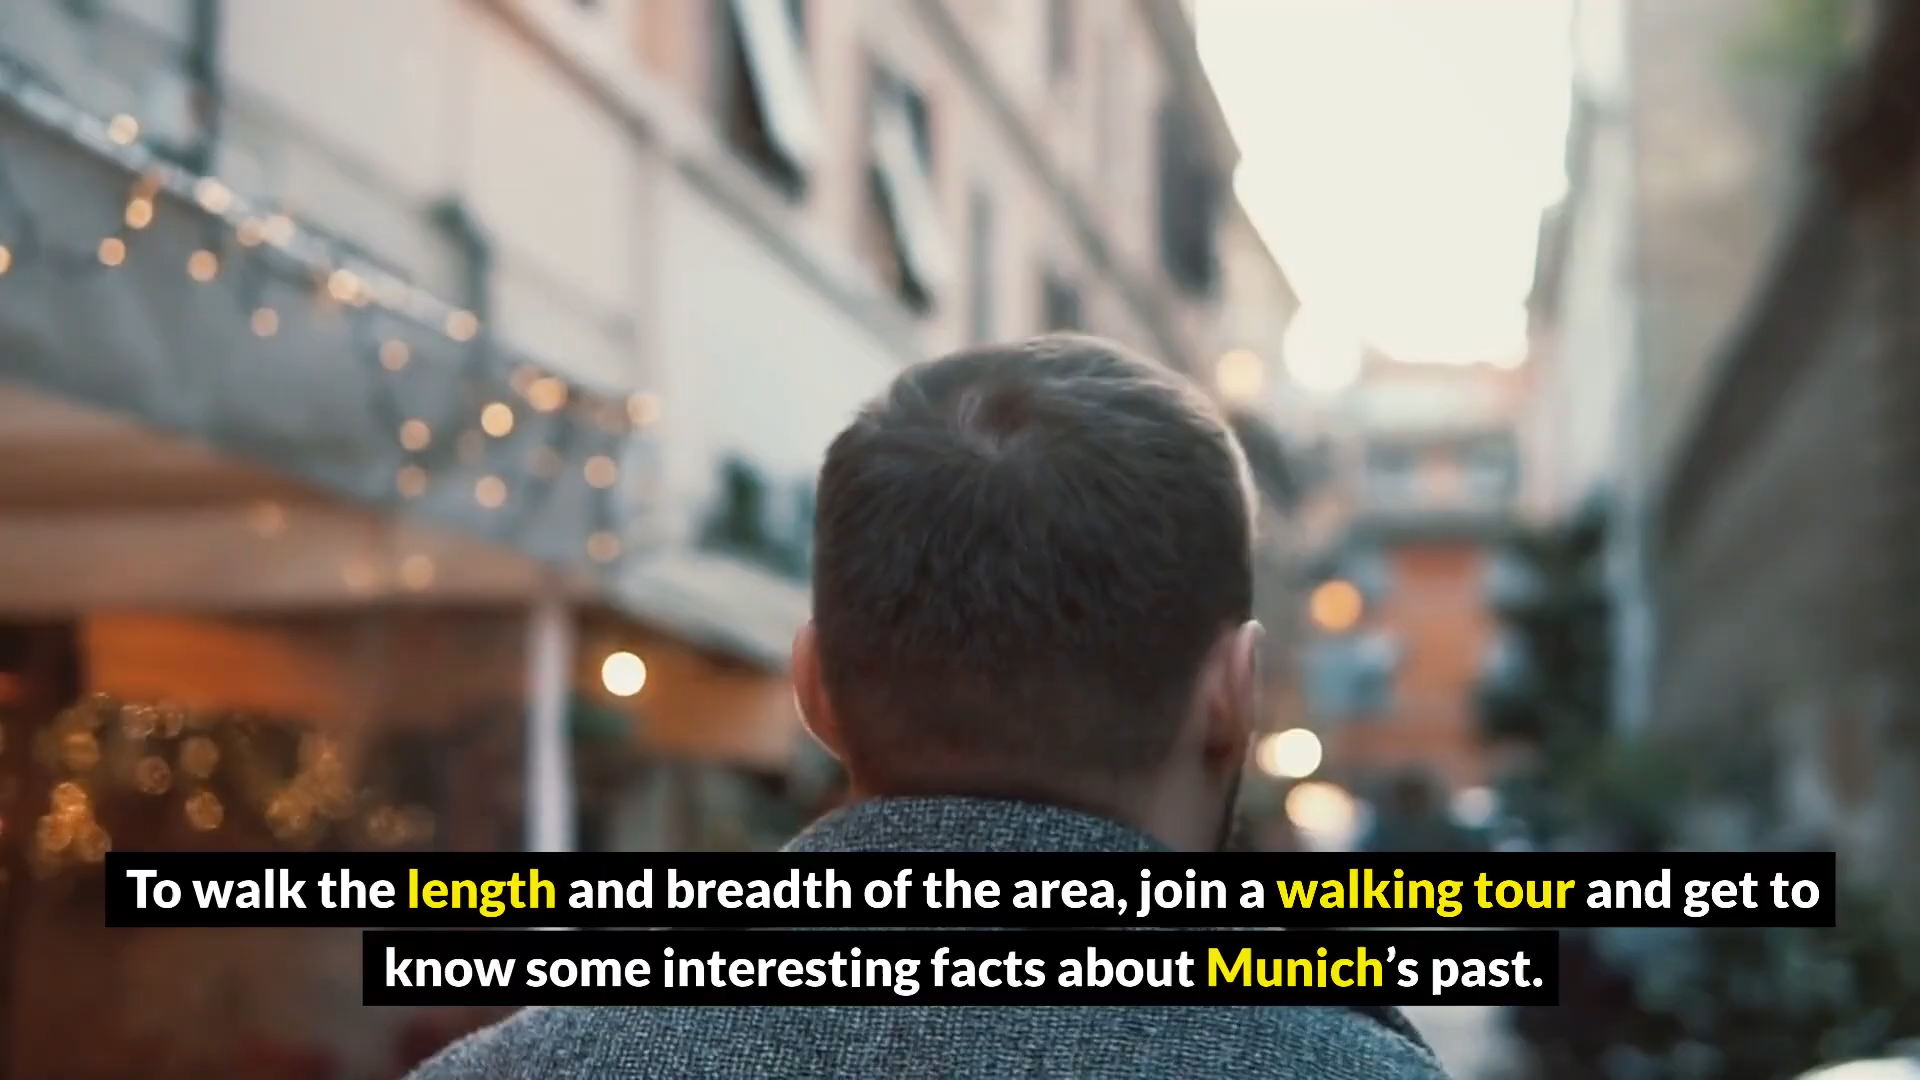 To walk the length and breadth of the area, join a walking tour and get to
know some interesting facts about Munich’s past.